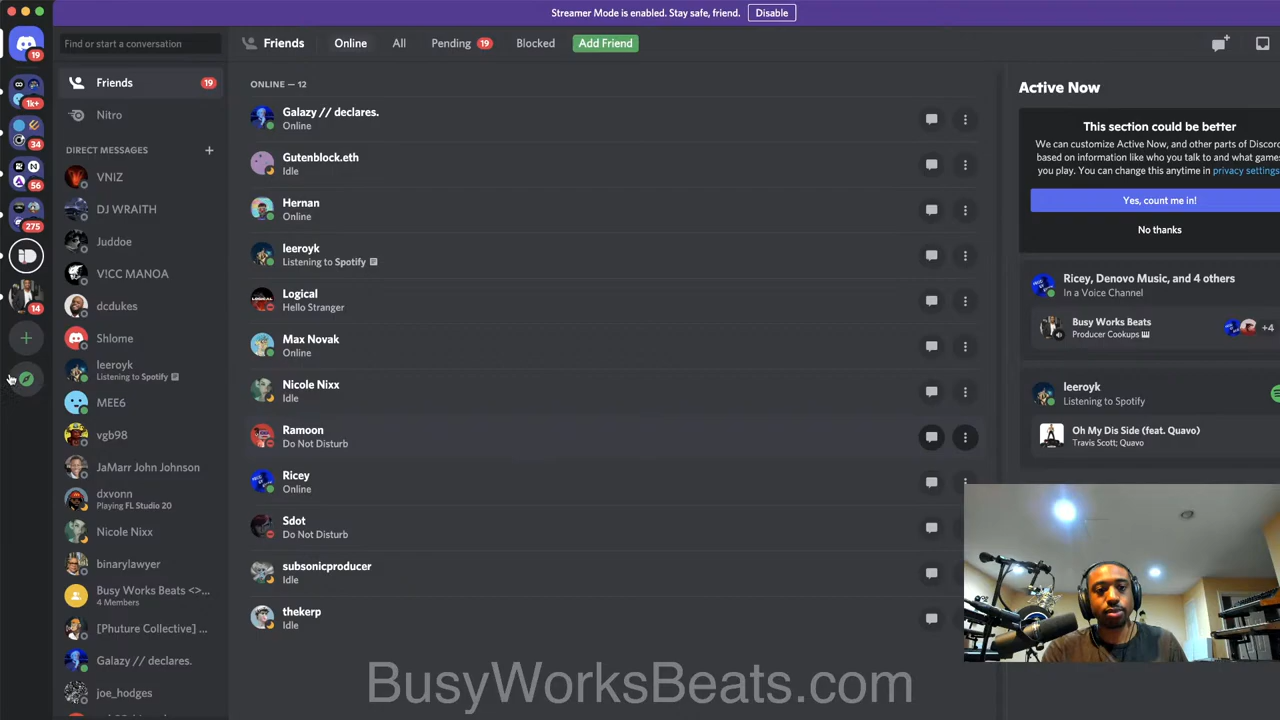 Streamer Mode is enabled. Stay safe, friend.
Disable
19
1k+
34
56
275
14
Find or start a conversation
Friends
19
Nitro
DIRECT MESSAGES
VNIZ
DJ WRAITH
Juddoe
V!CC MANOA
dcdukes
Shlome
leeroyk
Listening to Spotify
MEE6
vgb98
JaMarr John Johnson
dxvonn
Playing FL Studio 20
Nicole Nixx
binarylawyer
Busy Works Beats <>...
4 Members
[Phuture Collective] ...
Galazy // declares.
joe_hodges
Friends
Online
All
Pending 19
Blocked
Add Friend
ONLINE — 12
Galazy // declares.
Online
Gutenblock.eth
Idle
Hernan
Online
leeroyk
Listening to Spotify
Logical
Hello Stranger
Max Novak
Online
Nicole Nixx
Idle
Ramoon
Do Not Disturb
Ricey
Online
Sdot
Do Not Disturb
subsonicproducer
Idle
thekerp
Idle
Active Now
This section could be better
We can customize Active Now, and other parts of Discord
based on information like who you talk to and what games
you play. You can change this anytime in privacy settings
Yes, count me in!
No thanks
Ricey, Denovo Music, and 4 others
In a Voice Channel
Busy Works Beats
Producer Cookups
+4
leeroyk
Listening to Spotify
Oh My Dis Side (feat. Quavo)
Travis Scott; Quavo
BusyWorksBeats.com